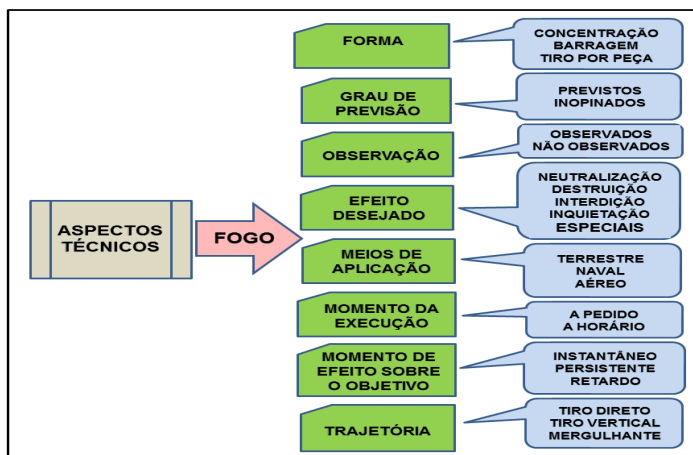 ASPECTOS
TÉCNICOS
FOGO
FORMA
CONCENTRAÇÃO
BARRAGEM
TIRO POR PEÇA
GRAU DE
PREVISÃO
PREVISTOS
INOPINADOS
OBSERVAÇÃO
OBSERVADOS
NÃO OBSERVADOS
EFEITO
DESEJADO
NEUTRALIZAÇÃO
DESTRUIÇÃO
INTERDIÇÃO
INQUIETAÇÃO
ESPECIAIS
MEIOS DE
APLICAÇÃO
TERRESTRE
NAVAL
AÉREO
MOMENTO DA
EXECUÇÃO
A PEDIDO
A HORÁRIO
MOMENTO DE
EFEITO SOBRE
O OBJETIVO
INSTANTÂNEO
PERSISTENTE
RETARDO
TRAJETÓRIA
TIRO DIRETO
TIRO VERTICAL
MERGULHANTE